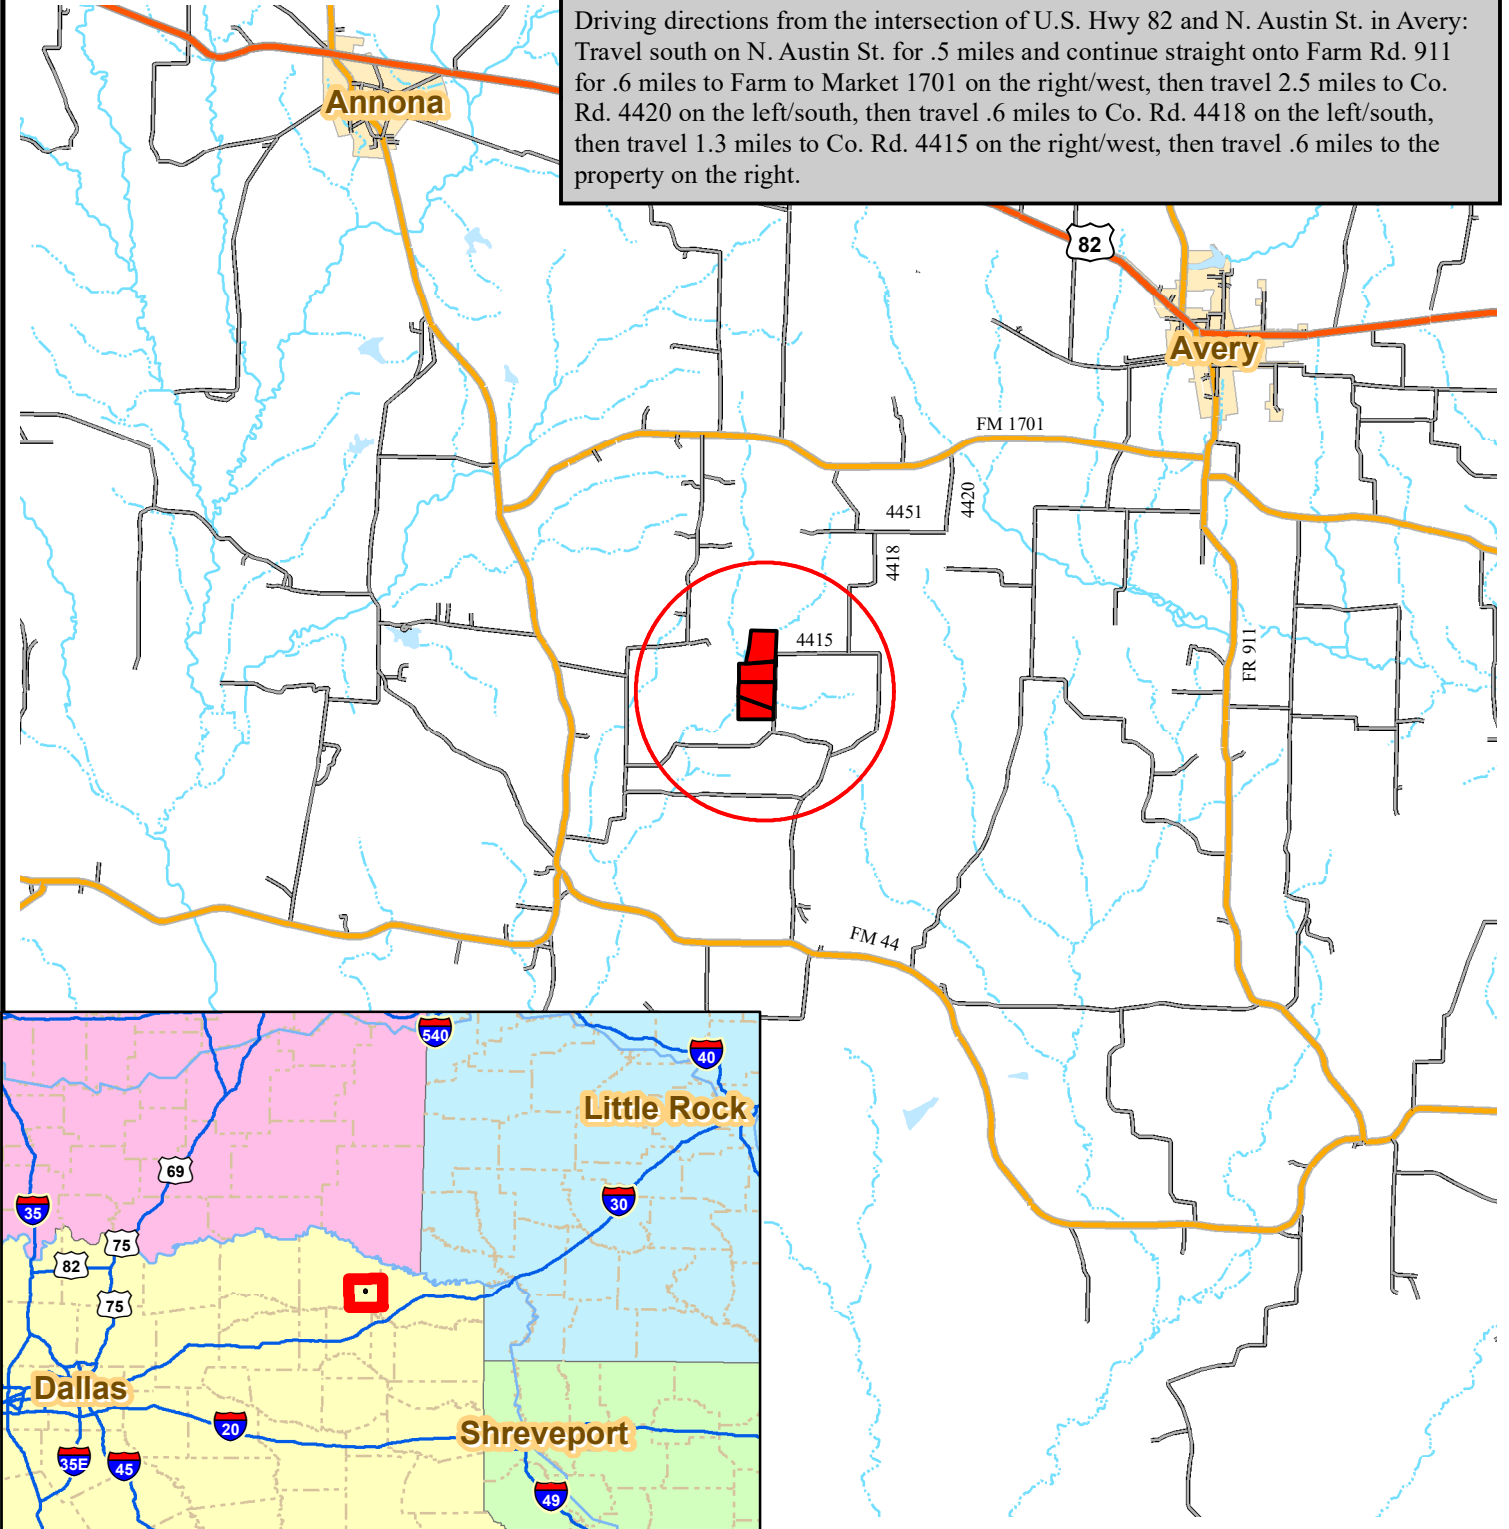 Driving directions from the intersection of U.S. Hwy 82 and N. Austin St. in Avery:
Travel south on N. Austin St. for .5 miles and continue straight onto Farm Rd. 911
for .6 miles to Farm to Market 1701 on the right/west, then travel 2.5 miles to Co.
Rd. 4420 on the left/south, then travel .6 miles to Co. Rd. 4418 on the left/south,
then travel 1.3 miles to Co. Rd. 4415 on the right/west, then travel .6 miles to the
property on the right.
Annona
82
Avery
FM 1701
4420
4451
4418
4415
FR 911
FM 44
540
40
Little Rock
69
30
35
75
82
75
Dallas
20
Shreveport
35E
45
49